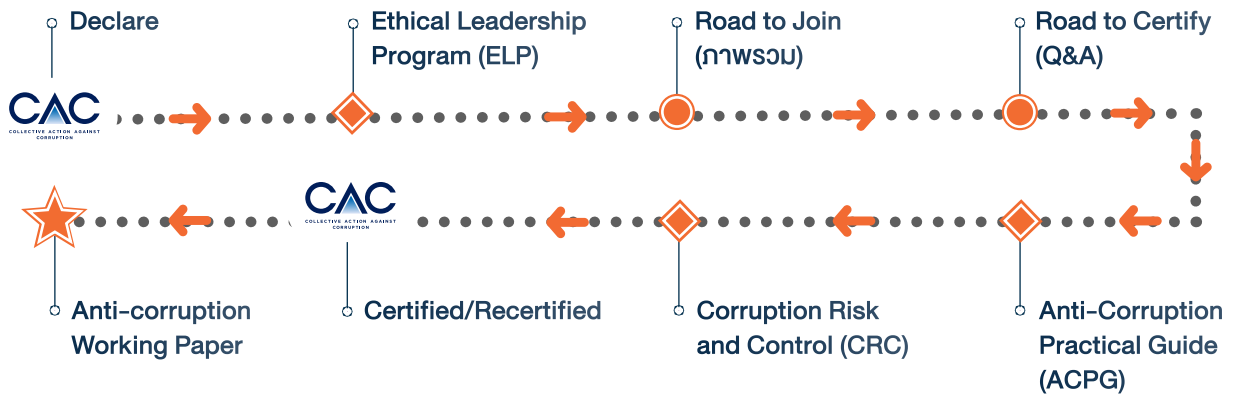 Declare
Ethical Leadership
Program (ELP)
Road to Join
(ภาพรวม)
Road to Certify
(Q&A)
CAC
COLLECTIVE ACTION AGAINST
CORRUPTION
CAC
COLLECTIVE ACTION AGAINST
CORRUPTION
Anti-corruption
Working Paper
Certified/Recertified
Corruption Risk
and Control (CRC)
Anti-Corruption
Practical Guide
(ACPG)